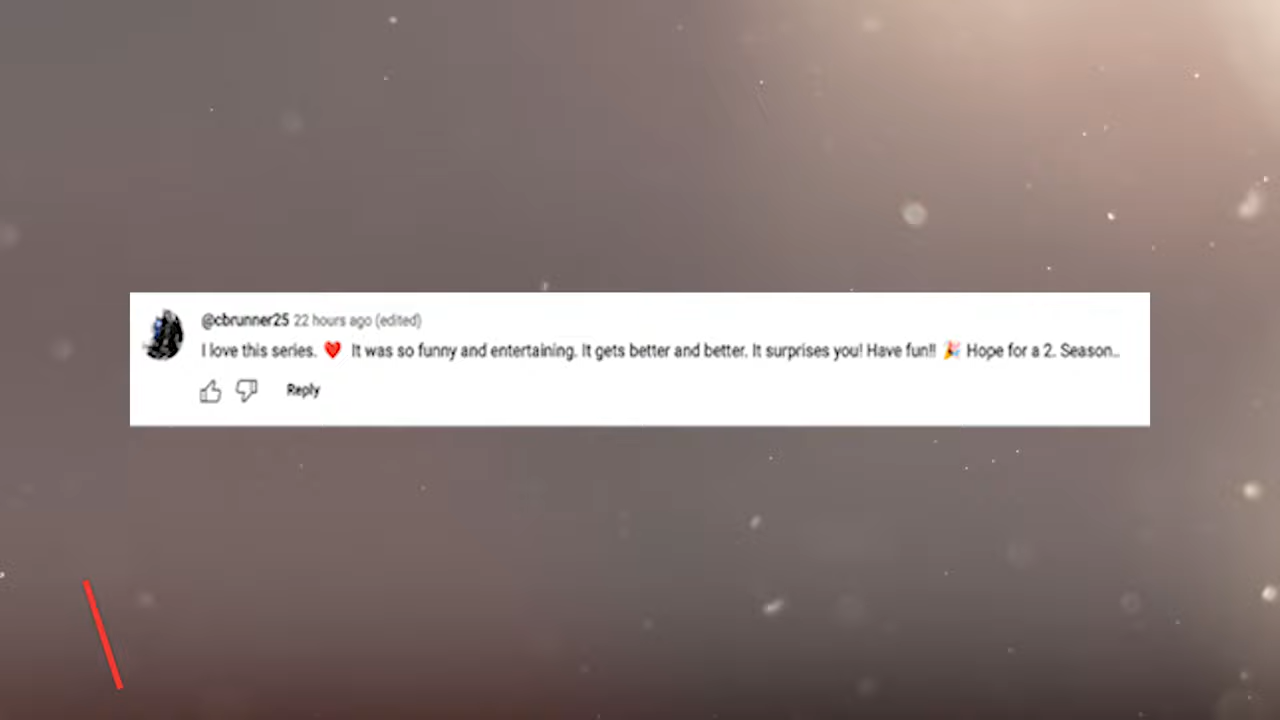 @cbrunner25 22 hours ago (edited)
I love this series. ❤️ It was so funny and entertaining. It gets better and better. It surprises you! Have fun!! 🎉 Hope for a 2. Season..
Reply